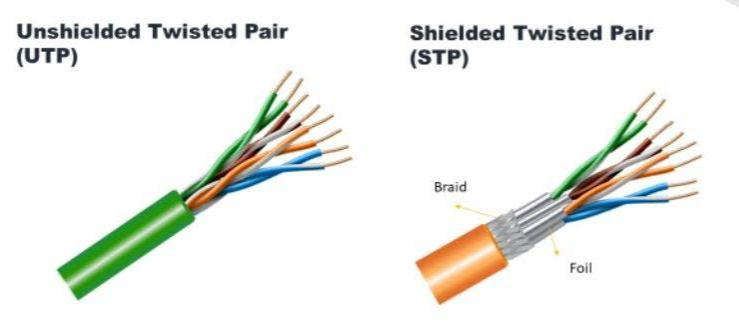 Unshielded Twisted Pair
(UTP)
Shielded Twisted Pair
(STP)
Braid
Foil